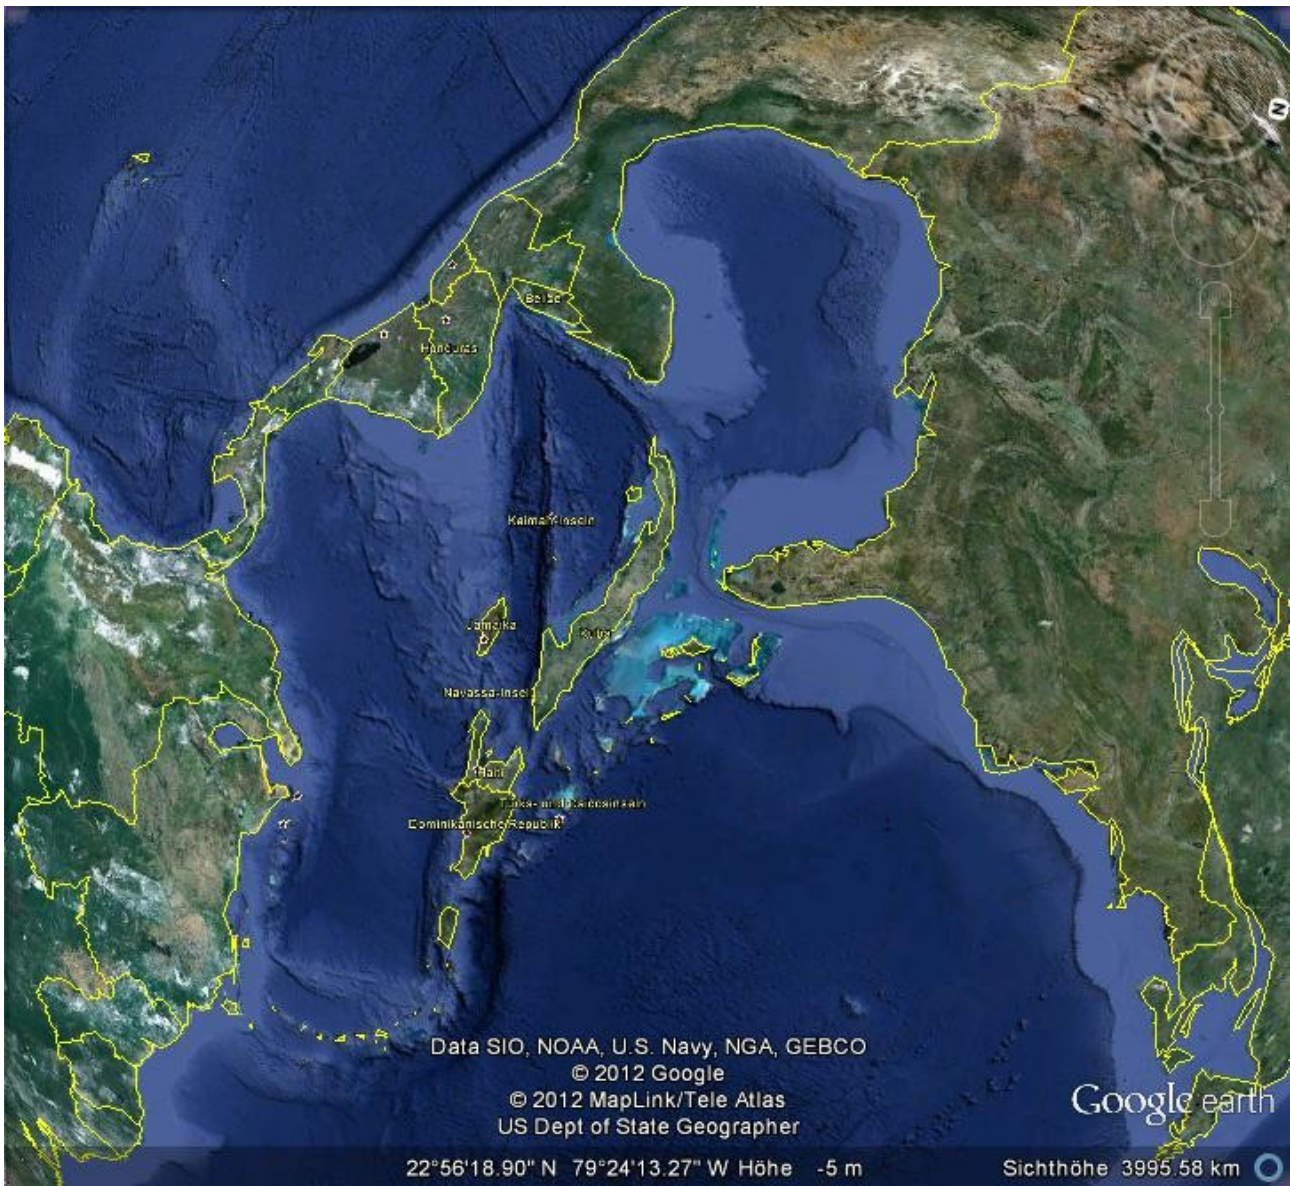 N
Belize
Honduras
Kaiman-Inseln
Jamaika
Kuba
Navassa-Insel
Haiti
Turks- und Caicosinseln
Dominikanische Republik
Data SIO, NOAA, U.S. Navy, NGA, GEBCO
© 2012 Google
© 2012 MapLink/Tele Atlas
US Dept of State Geographer
Google earth
22°56'18.90" N 79°24'13.27" W Höhe -5 m
Sichthöhe 3995.58 km